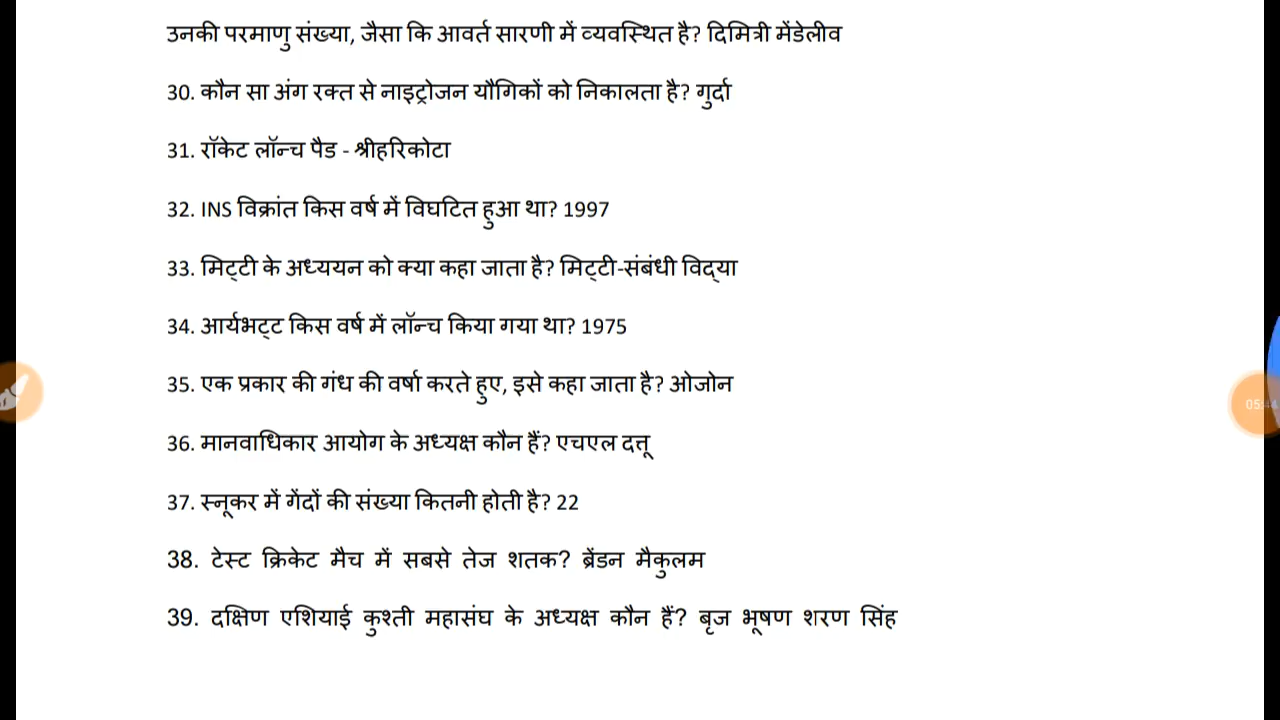 उनकी परमाणु संख्या, जैसा कि आवर्त सारणी में व्यवस्थित है? दिमित्री मेंडेलीव
30. कौन सा अंग रक्त से नाइट्रोजन यौगिकों को निकालता है? गुर्दा
31. रॉकेट लॉन्च पैड - श्रीहरिकोटा
32. INS विक्रांत किस वर्ष में विघटित हुआ था? 1997
33. मिट्टी के अध्ययन को क्या कहा जाता है? मिट्टी-संबंधी विद्या
34. आर्यभट्ट किस वर्ष में लॉन्च किया गया था? 1975
35. एक प्रकार की गंध की वर्षा करते हुए, इसे कहा जाता है? ओजोन
36. मानवाधिकार आयोग के अध्यक्ष कौन हैं? एचएल दत्तू
37. स्नूकर में गेंदों की संख्या कितनी होती है? 22
38. टेस्ट क्रिकेट मैच में सबसे तेज शतक? ब्रेंडन मैकुलम
39. दक्षिण एशियाई कुश्ती महासंघ के अध्यक्ष कौन हैं? बृज भूषण शरण सिंह